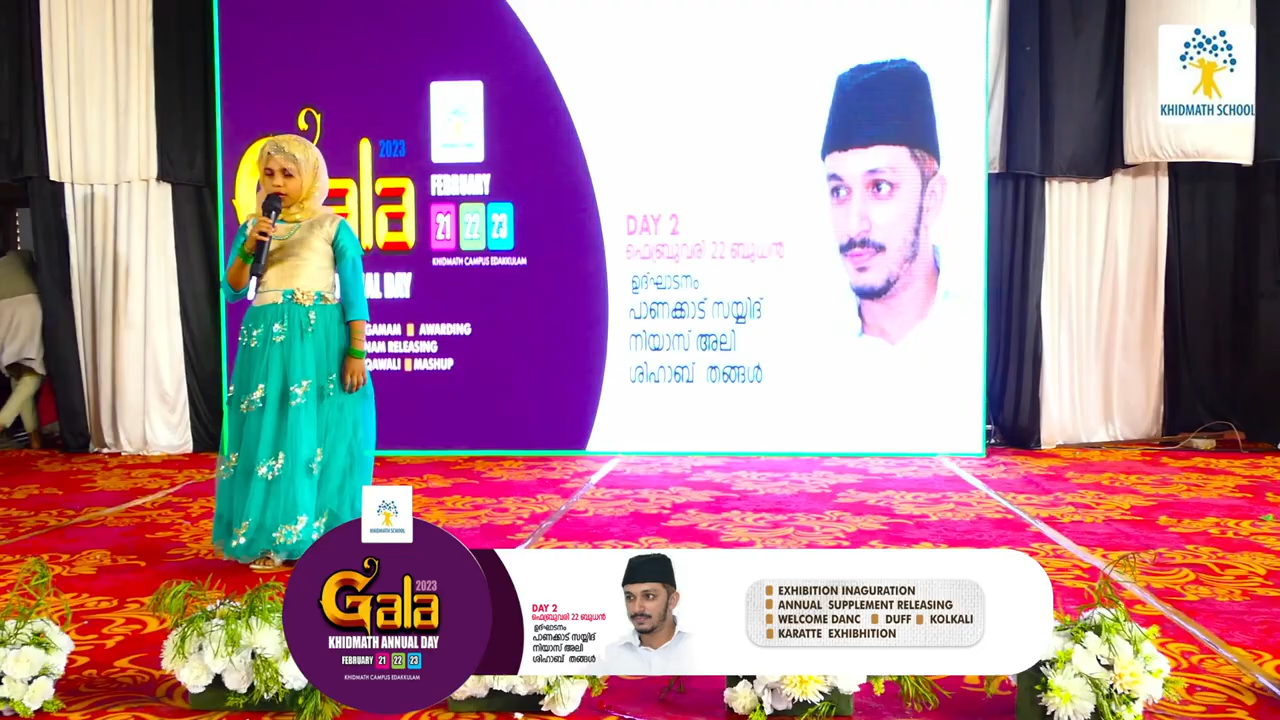 KHIDMATH SCHOOL
Gala
2023
FEBRUARY
21 22 23
KHIDMATH CAMPUS EDAKKULAM
AL DAY
GAMAM AWARDING
NAM RELEASING
QAWALI MASHUP
DAY 2
ഫെബ്രുവരി 22 ബുധൻ
ഉദ്ഘാടനം
പാണക്കാട് സയ്യിദ്
നിയാസ് അലി
ശിഹാബ് തങ്ങൾ
KHIDMATH SCHOOL
Gala
2023
KHIDMATH ANNUAL DAY
FEBRUARY 21 22 23
KHIDMATH CAMPUS EDAKKULAM
DAY 2
ഫെബ്രുവരി 22 ബുധൻ
ഉദ്ഘാടനം
പാണക്കാട് സയ്യിദ്
നിയാസ് അലി
ശിഹാബ് തങ്ങൾ
EXHIBITION INAGURATION
ANNUAL SUPPLEMENT RELEASING
WELCOME DANC DUFF KOLKALI
KARATTE EXHIBHITION